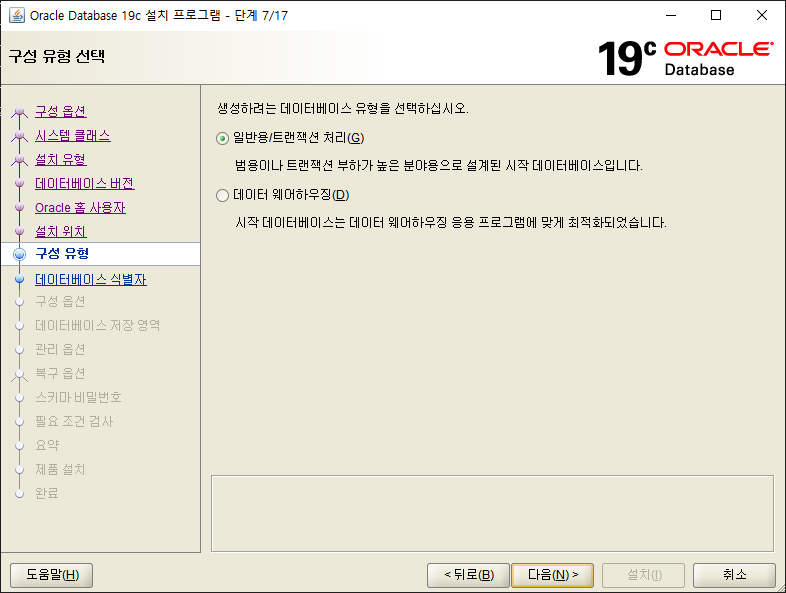 Oracle Database 19c 설치 프로그램 - 단계 7/17
구성 유형 선택
19c ORACLE
Database
구성 옵션
시스템 클래스
설치 유형
데이터베이스 버전
Oracle 홈 사용자
설치 위치
구성 유형
데이터베이스 식별자
구성 옵션
데이터베이스 저장 영역
관리 옵션
복구 옵션
스키마 비밀번호
필요 조건 검사
요약
제품 설치
완료
생성하려는 데이터베이스 유형을 선택하십시오.
일반용/트랜잭션 처리(G)
범용이나 트랜잭션 부하가 높은 분야용으로 설계된 시작 데이터베이스입니다.
데이터 웨어하우징(D)
시작 데이터베이스는 데이터 웨어하우징 응용 프로그램에 맞게 최적화되었습니다.
도움말(H)
< 뒤로(B)
다음(N) >
설치(I)
취소